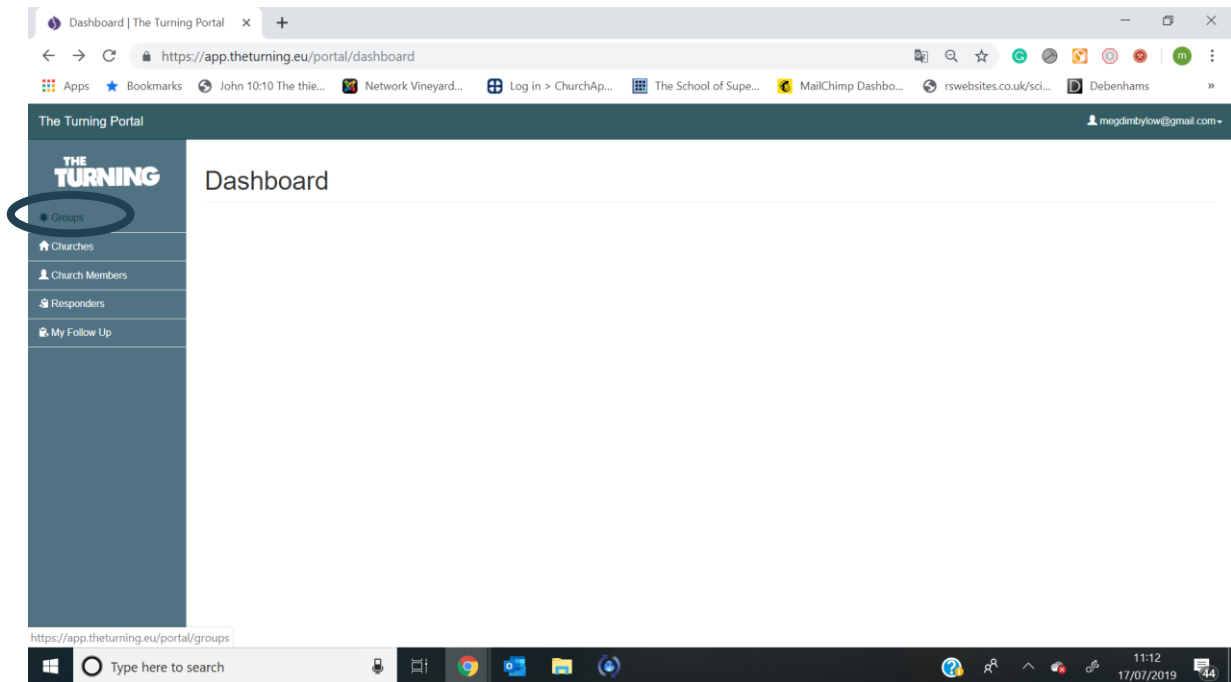 Dashboard | The Turning Portal
https://app.theturning.eu/portal/dashboard
m
Apps Bookmarks John 10:10 The thie... Network Vineyard... Log in > ChurchAp... The School of Supe... MailChimp Dashbo... rswebsites.co.uk/sci... Debenhams »
The Turning Portal megdimbylow@gmail.com
THE
TURNING
Dashboard
Groups
Churches
Church Members
Responders
My Follow Up
https://app.theturning.eu/portal/groups
Type here to search
11:12
17/07/2019
44